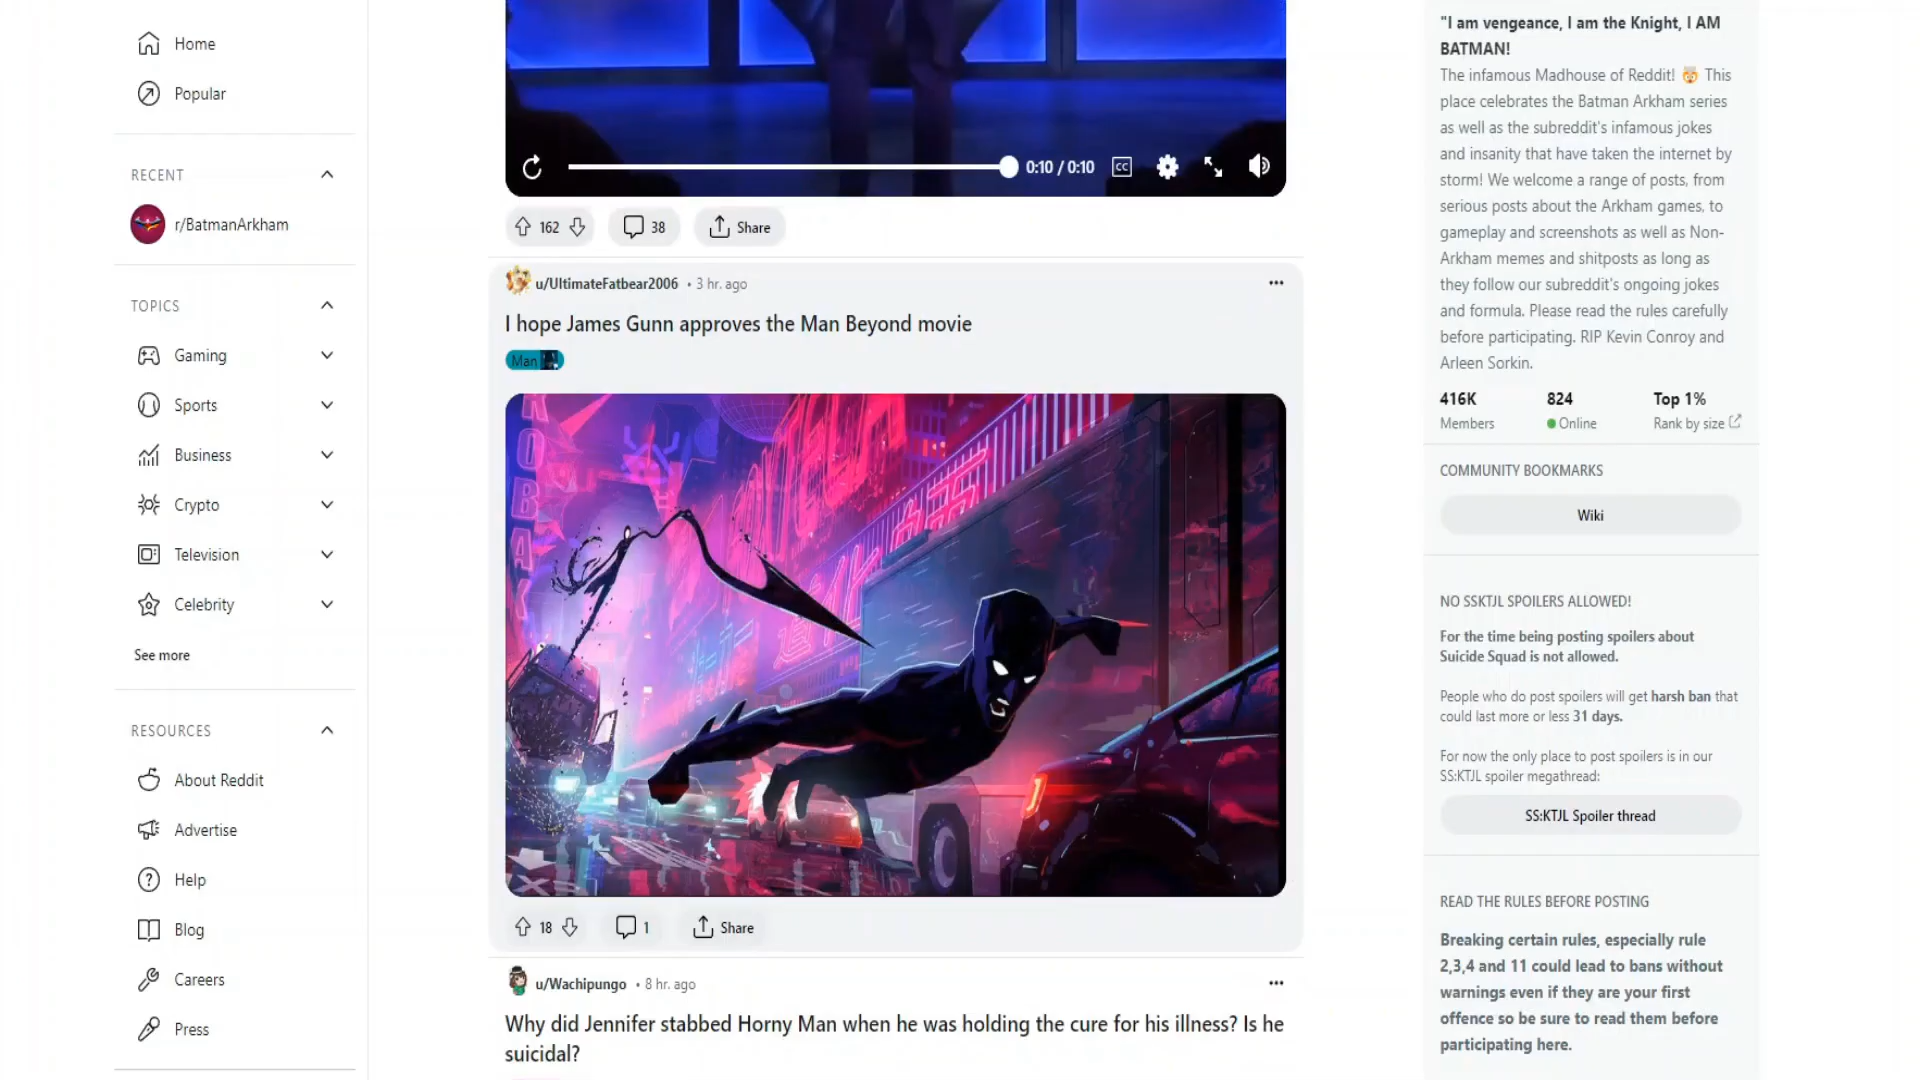 Home
Popular
RECENT
r/BatmanArkham
TOPICS
Gaming
Sports
Business
Crypto
Television
Celebrity
See more
RESOURCES
About Reddit
Advertise
Help
Blog
Careers
Press
0:10 / 0:10
CC
162
38
Share
u/UltimateFatbear2006 • 3 hr. ago
I hope James Gunn approves the Man Beyond movie
Man
18
1
Share
u/Wachipungo • 8 hr. ago
Why did Jennifer stabbed Horny Man when he was holding the cure for his illness? Is he
suicidal?
"I am vengeance, I am the Knight, I AM
BATMAN!
The infamous Madhouse of Reddit! 🤯 This
place celebrates the Batman Arkham series
as well as the subreddit's infamous jokes
and insanity that have taken the internet by
storm! We welcome a range of posts, from
serious posts about the Arkham games, to
gameplay and screenshots as well as Non-
Arkham memes and shitposts as long as
they follow our subreddit's ongoing jokes
and formula. Please read the rules carefully
before participating. RIP Kevin Conroy and
Arleen Sorkin.
416K 824 Top 1%
Members Online Rank by size
COMMUNITY BOOKMARKS
Wiki
NO SSKTJL SPOILERS ALLOWED!
For the time being posting spoilers about
Suicide Squad is not allowed.
People who do post spoilers will get harsh ban that
could last more or less 31 days.
For now the only place to post spoilers is in our
SS:KTJL spoiler megathread:
SS:KTJL Spoiler thread
READ THE RULES BEFORE POSTING
Breaking certain rules, especially rule
2,3,4 and 11 could lead to bans without
warnings even if they are your first
offence so be sure to read them before
participating here.